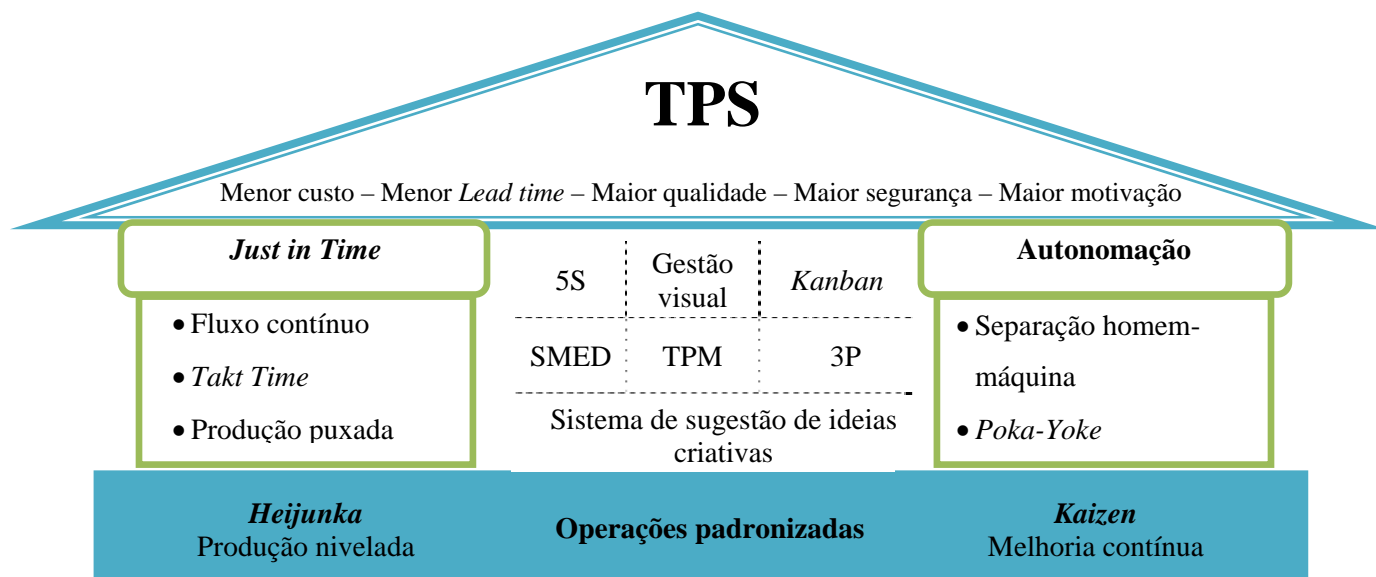 TPS
Menor custo – Menor Lead time – Maior qualidade – Maior segurança – Maior motivação
Just in Time
• Fluxo contínuo
• Takt Time
• Produção puxada
5S
Gestão
visual
Kanban
SMED
TPM
3P
Sistema de sugestão de ideias
criativas
Autonomação
• Separação homem-
máquina
• Poka-Yoke
Heijunka
Produção nivelada
Operações padronizadas
Kaizen
Melhoria contínua